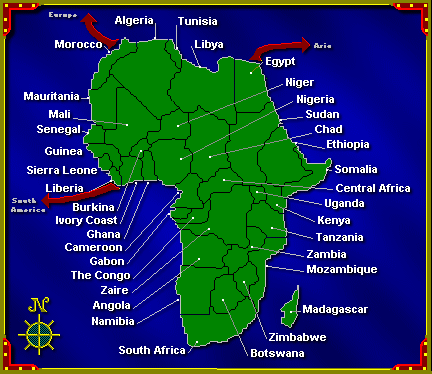 Europe
Algeria
Tunisia
Morocco
Libya
Asia
Egypt
Niger
Mauritania
Nigeria
Mali
Sudan
Senegal
Chad
Ethiopia
Guinea
Sierra Leone
Somalia
Liberia
Central Africa
South
America
Burkina
Uganda
Ivory Coast
Kenya
Ghana
Cameroon
Tanzania
Gabon
Zambia
The Congo
Mozambique
Zaire
Angola
Madagascar
N
Namibia
Zimbabwe
South Africa
Botswana